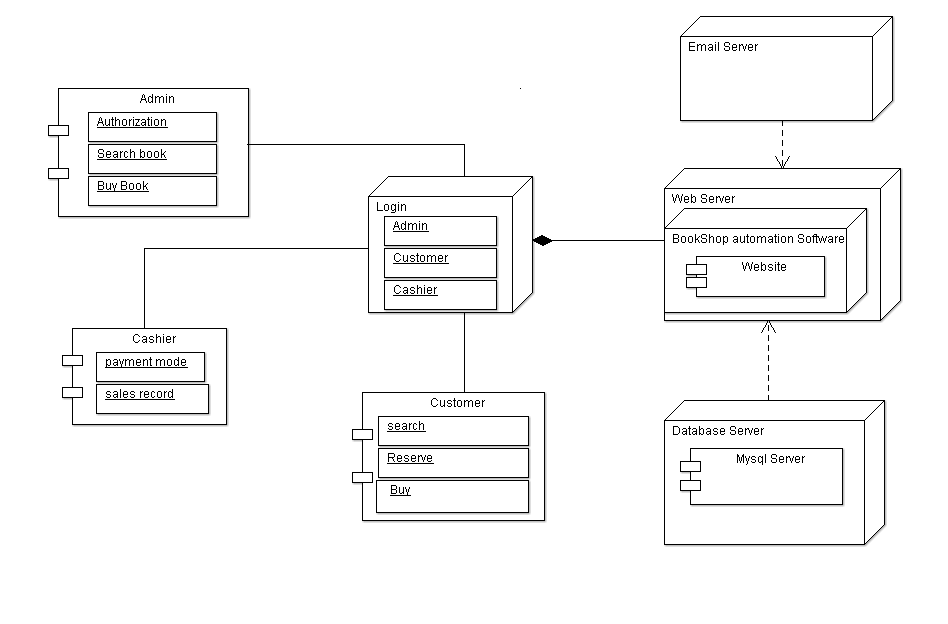 Email Server
Admin
Authorization
Search book
Buy Book
Login
Admin
Customer
Cashier
Web Server
BookShop automation Software
Website
Cashier
payment mode
sales record
Customer
search
Reserve
Buy
Database Server
Mysql Server